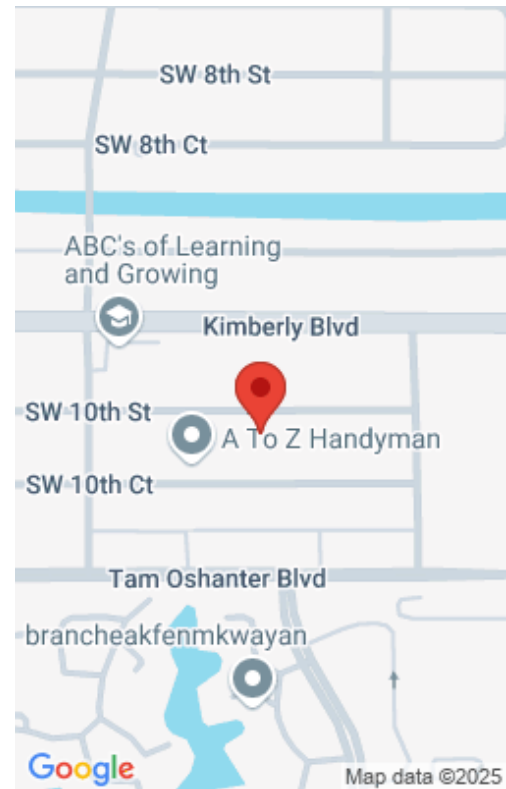 SW 8th St
SW 8th Ct
ABC's of Learning
and Growing
Kimberly Blvd
SW 10th St
A To Z Handyman
SW 10th Ct
Tam Oshanter Blvd
brancheakfenmkwayan
Google
Map data ©2025